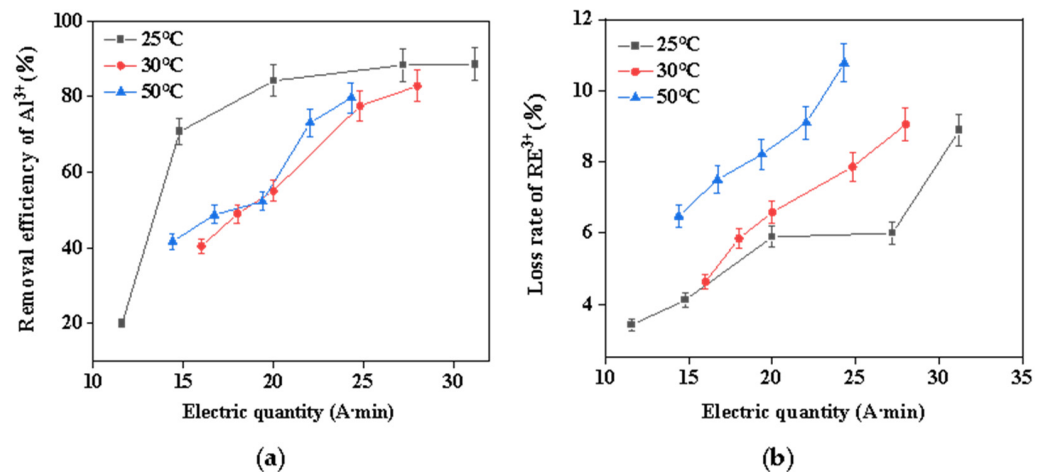 100
80
60
40
20
10
15
20
25
30
Removal efficiency of Al³⁺(%)
Electric quantity (A·min)
25°C
30°C
50°C
(a)
12
10
8
6
4
10
15
20
25
30
35
Loss rate of RE³⁺(%)
Electric quantity (A·min)
25°C
30°C
50°C
(b)